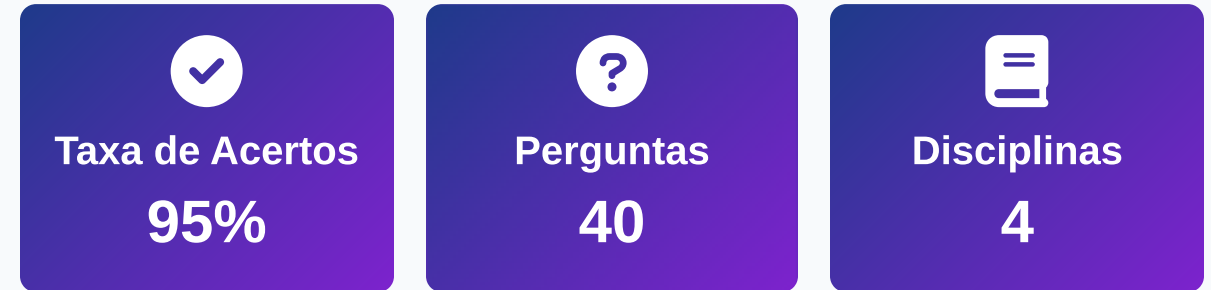 Taxa de Acertos
95%
Perguntas
40
Disciplinas
4